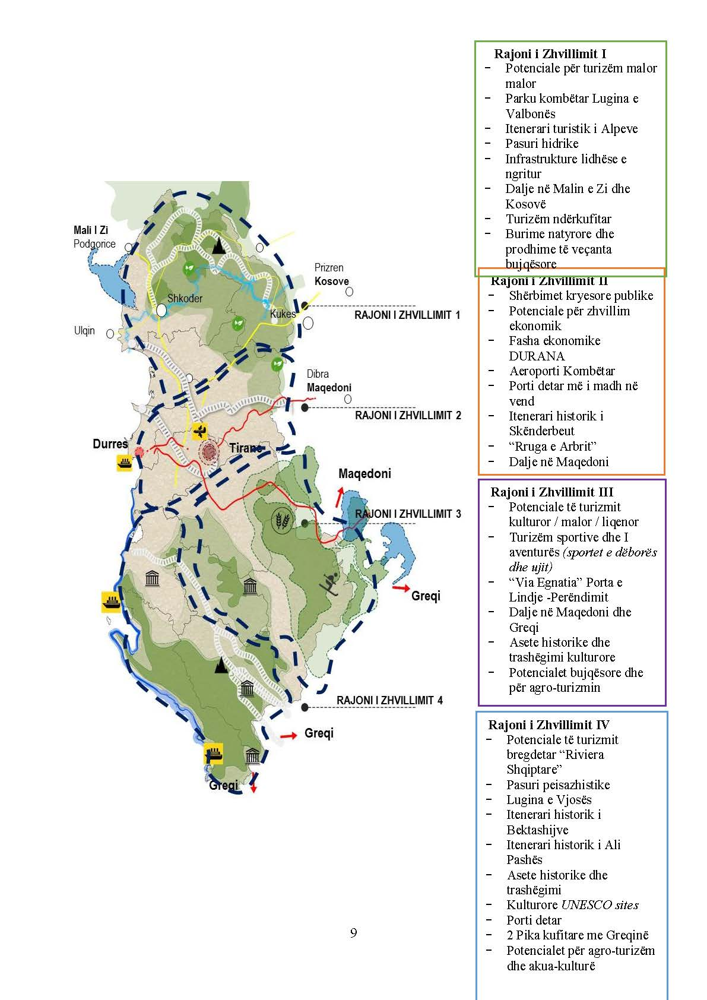 Rajoni i Zhvillimit I
- Potenciale për turizëm malor
malor
- Parku kombëtar Lugina e
Valbonës
- Itenerari turistik i Alpeve
- Pasuri hidrike
- Infrastrukture lidhëse e
ngritur
- Dalje në Malin e Zi dhe
Kosovë
- Turizëm ndërkufitar
- Burime natyrore dhe
prodhime të veçanta
bujqësore
Rajoni i Zhvillimit II
- Shërbimet kryesore publike
- Potenciale për zhvillim
ekonomik
- Fasha ekonomike
DURANA
- Aeroporti Kombëtar
- Porti detar më i madh në
vend
- Itenerari historik i
Skënderbeut
- “Rruga e Arbrit”
- Dalje në Maqedoni
Rajoni i Zhvillimit III
- Potenciale të turizmit
kulturor / malor / liqenor
- Turizëm sportive dhe I
aventurës (sportet e dëborës
dhe ujit)
- “Via Egnatia” Porta e
Lindje -Perëndimit
- Dalje në Maqedoni dhe
Greqi
- Asete historike dhe
trashëgimi kulturore
- Potencialet bujqësore dhe
për agro-turizmin
Rajoni i Zhvillimit IV
- Potenciale të turizmit
bregdetar “Riviera
Shqiptare”
- Pasuri peisazhistike
- Lugina e Vjosës
- Itenerari historik i
Bektashijve
- Itenerari historik i Ali
Pashës
- Asete historike dhe
trashëgimi
- Kulturore UNESCO sites
- Porti detar
- 2 Pika kufitare me Greqinë
- Potencialet për agro-turizëm
dhe akua-kulturë
Mali I Zi
Podgorice
Prizren
Kosove
Shkoder
Kukes
RAJONI I ZHVILLIMIT 1
Ulqin
Dibra
Maqedoni
RAJONI I ZHVILLIMIT 2
Durres
Tirane
Maqedoni
RAJONI I ZHVILLIMIT 3
Greqi
RAJONI I ZHVILLIMIT 4
Greqi
Greqi
9